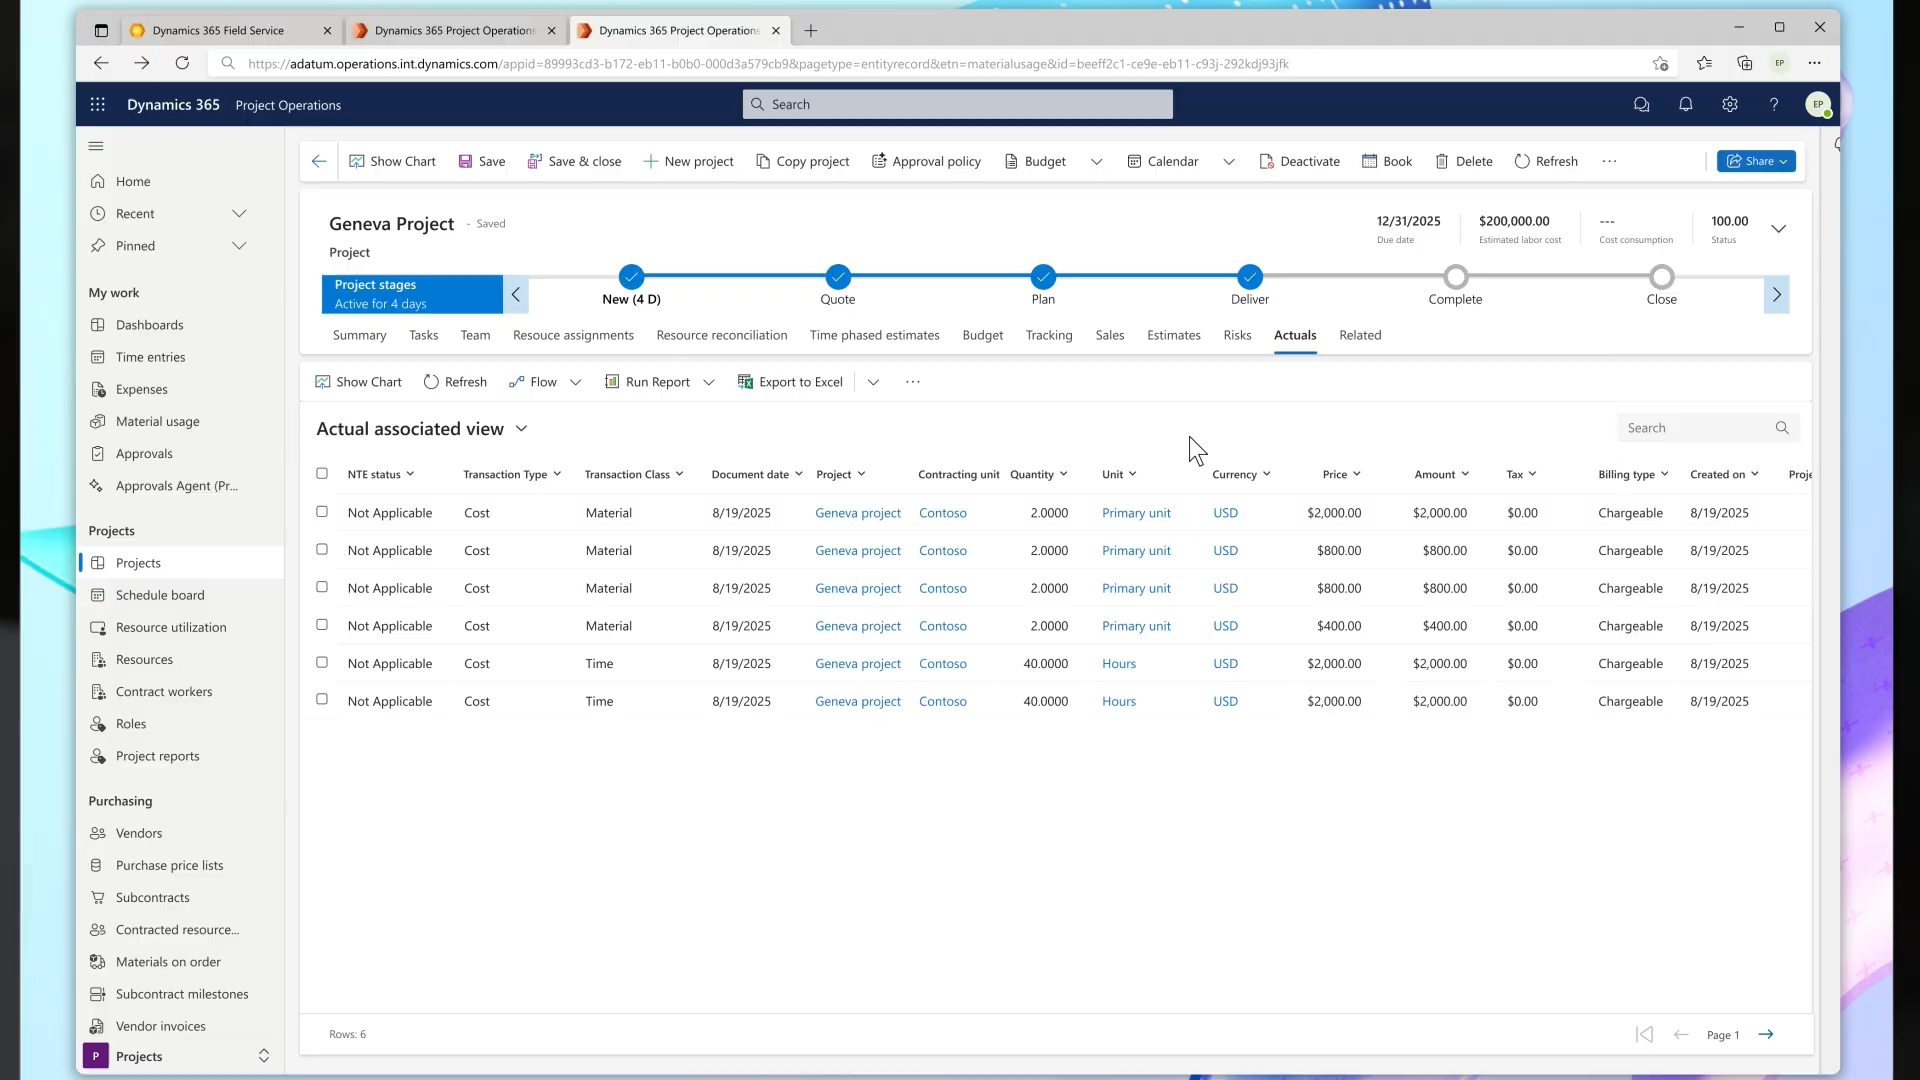 Dynamics 365 Field Service
Dynamics 365 Project Operations
Dynamics 365 Project Operations
https://adatum.operations.int.dynamics.com/appid=89993cd3-b172-eb11-b0b0-000d3a579cb9&pagetype=entityrecord&etn=materialusage&id=beeff2c1-ce9e-eb11-c93j-292kdj93jfk
EP
Dynamics 365 Project Operations
Search
EP
Home
Recent
Pinned
My work
Dashboards
Time entries
Expenses
Material usage
Approvals
Approvals Agent (Pr...
Projects
Projects
Schedule board
Resource utilization
Resources
Contract workers
Roles
Project reports
Purchasing
Vendors
Purchase price lists
Subcontracts
Contracted resource...
Materials on order
Subcontract milestones
Vendor invoices
P Projects
Show Chart Save Save & close New project Copy project Approval policy Budget Calendar Deactivate Book Delete Refresh Share
Geneva Project - Saved
Project
12/31/2025 $200,000.00 --- 100.00
Due date Estimated labor cost Cost consumption Status
Project stages
Active for 4 days
New (4 D) Quote Plan Deliver Complete Close
Summary Tasks Team Resouce assignments Resource reconciliation Time phased estimates Budget Tracking Sales Estimates Risks Actuals Related
Show Chart Refresh Flow Run Report Export to Excel
Actual associated view
Search
NTE status Transaction Type Transaction Class Document date Project Contracting unit Quantity Unit Currency Price Amount Tax Billing type Created on Proje
Not Applicable Cost Material 8/19/2025 Geneva project Contoso 2.0000 Primary unit USD $2,000.00 $2,000.00 $0.00 Chargeable 8/19/2025
Not Applicable Cost Material 8/19/2025 Geneva project Contoso 2.0000 Primary unit USD $800.00 $800.00 $0.00 Chargeable 8/19/2025
Not Applicable Cost Material 8/19/2025 Geneva project Contoso 2.0000 Primary unit USD $800.00 $800.00 $0.00 Chargeable 8/19/2025
Not Applicable Cost Material 8/19/2025 Geneva project Contoso 2.0000 Primary unit USD $400.00 $400.00 $0.00 Chargeable 8/19/2025
Not Applicable Cost Time 8/19/2025 Geneva project Contoso 40.0000 Hours USD $2,000.00 $2,000.00 $0.00 Chargeable 8/19/2025
Not Applicable Cost Time 8/19/2025 Geneva project Contoso 40.0000 Hours USD $2,000.00 $2,000.00 $0.00 Chargeable 8/19/2025
Rows: 6
Page 1